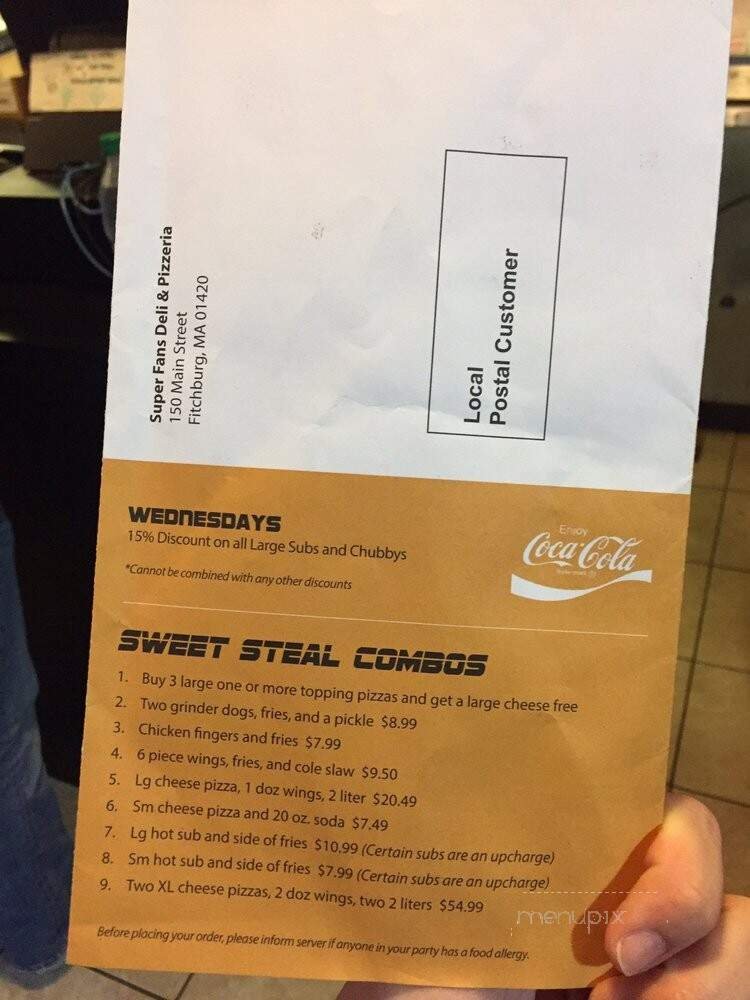 Super Fans Deli & Pizzeria
150 Main Street
Fitchburg, MA 01420
Local
Postal Customer
WEDNESDAYS
15% Discount on all Large Subs and Chubbys
*Cannot be combined with any other discounts
Enjoy
Coca-Cola
SWEET STEAL COMBOS
1. Buy 3 large one or more topping pizzas and get a large cheese free
2. Two grinder dogs, fries, and a pickle $8.99
3. Chicken fingers and fries $7.99
4. 6 piece wings, fries, and cole slaw $9.50
5. Lg cheese pizza, 1 doz wings, 2 liter $20.49
6. Sm cheese pizza and 20 oz. soda $7.49
7. Lg hot sub and side of fries $10.99 (Certain subs are an upcharge)
8. Sm hot sub and side of fries $7.99 (Certain subs are an upcharge)
9. Two XL cheese pizzas, 2 doz wings, two 2 liters $54.99
Before placing your order, please inform server if anyone in your party has a food allergy.
menupix